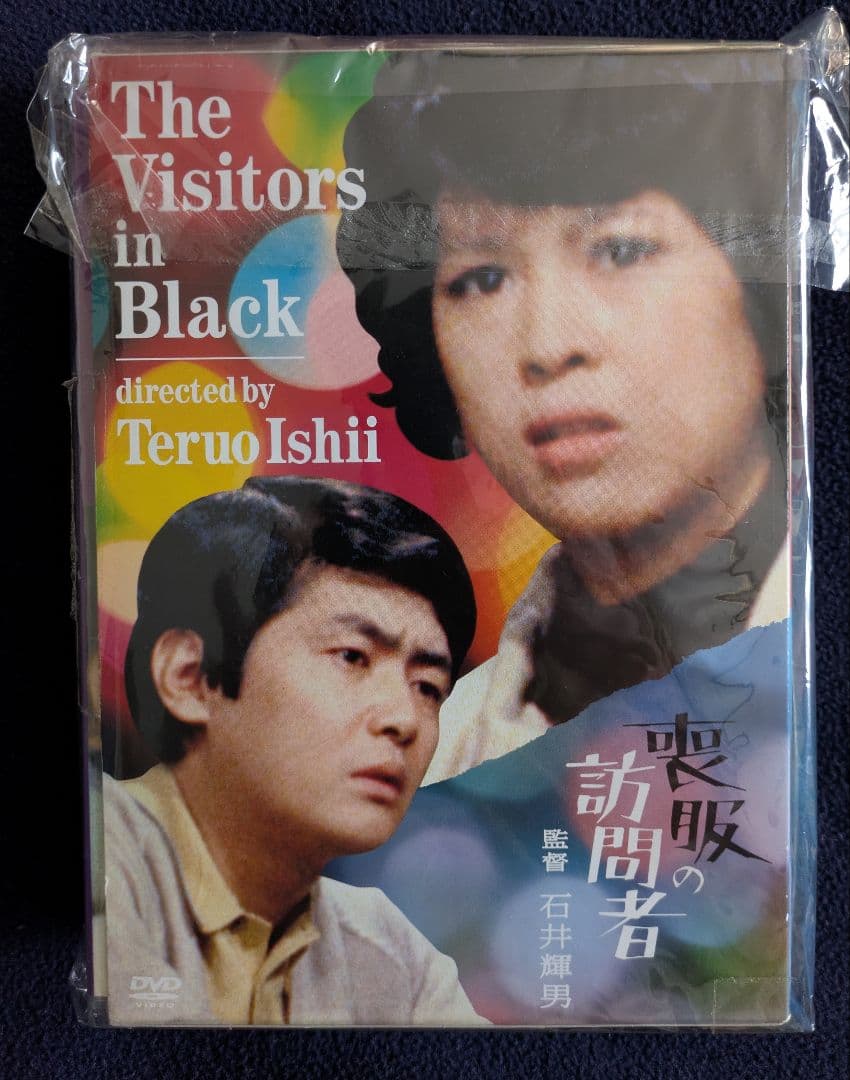 The
Visitors
in
Black
directed by
Teruo Ishii
喪服の
訪問者
監督 石井輝男
DVD
VIDEO